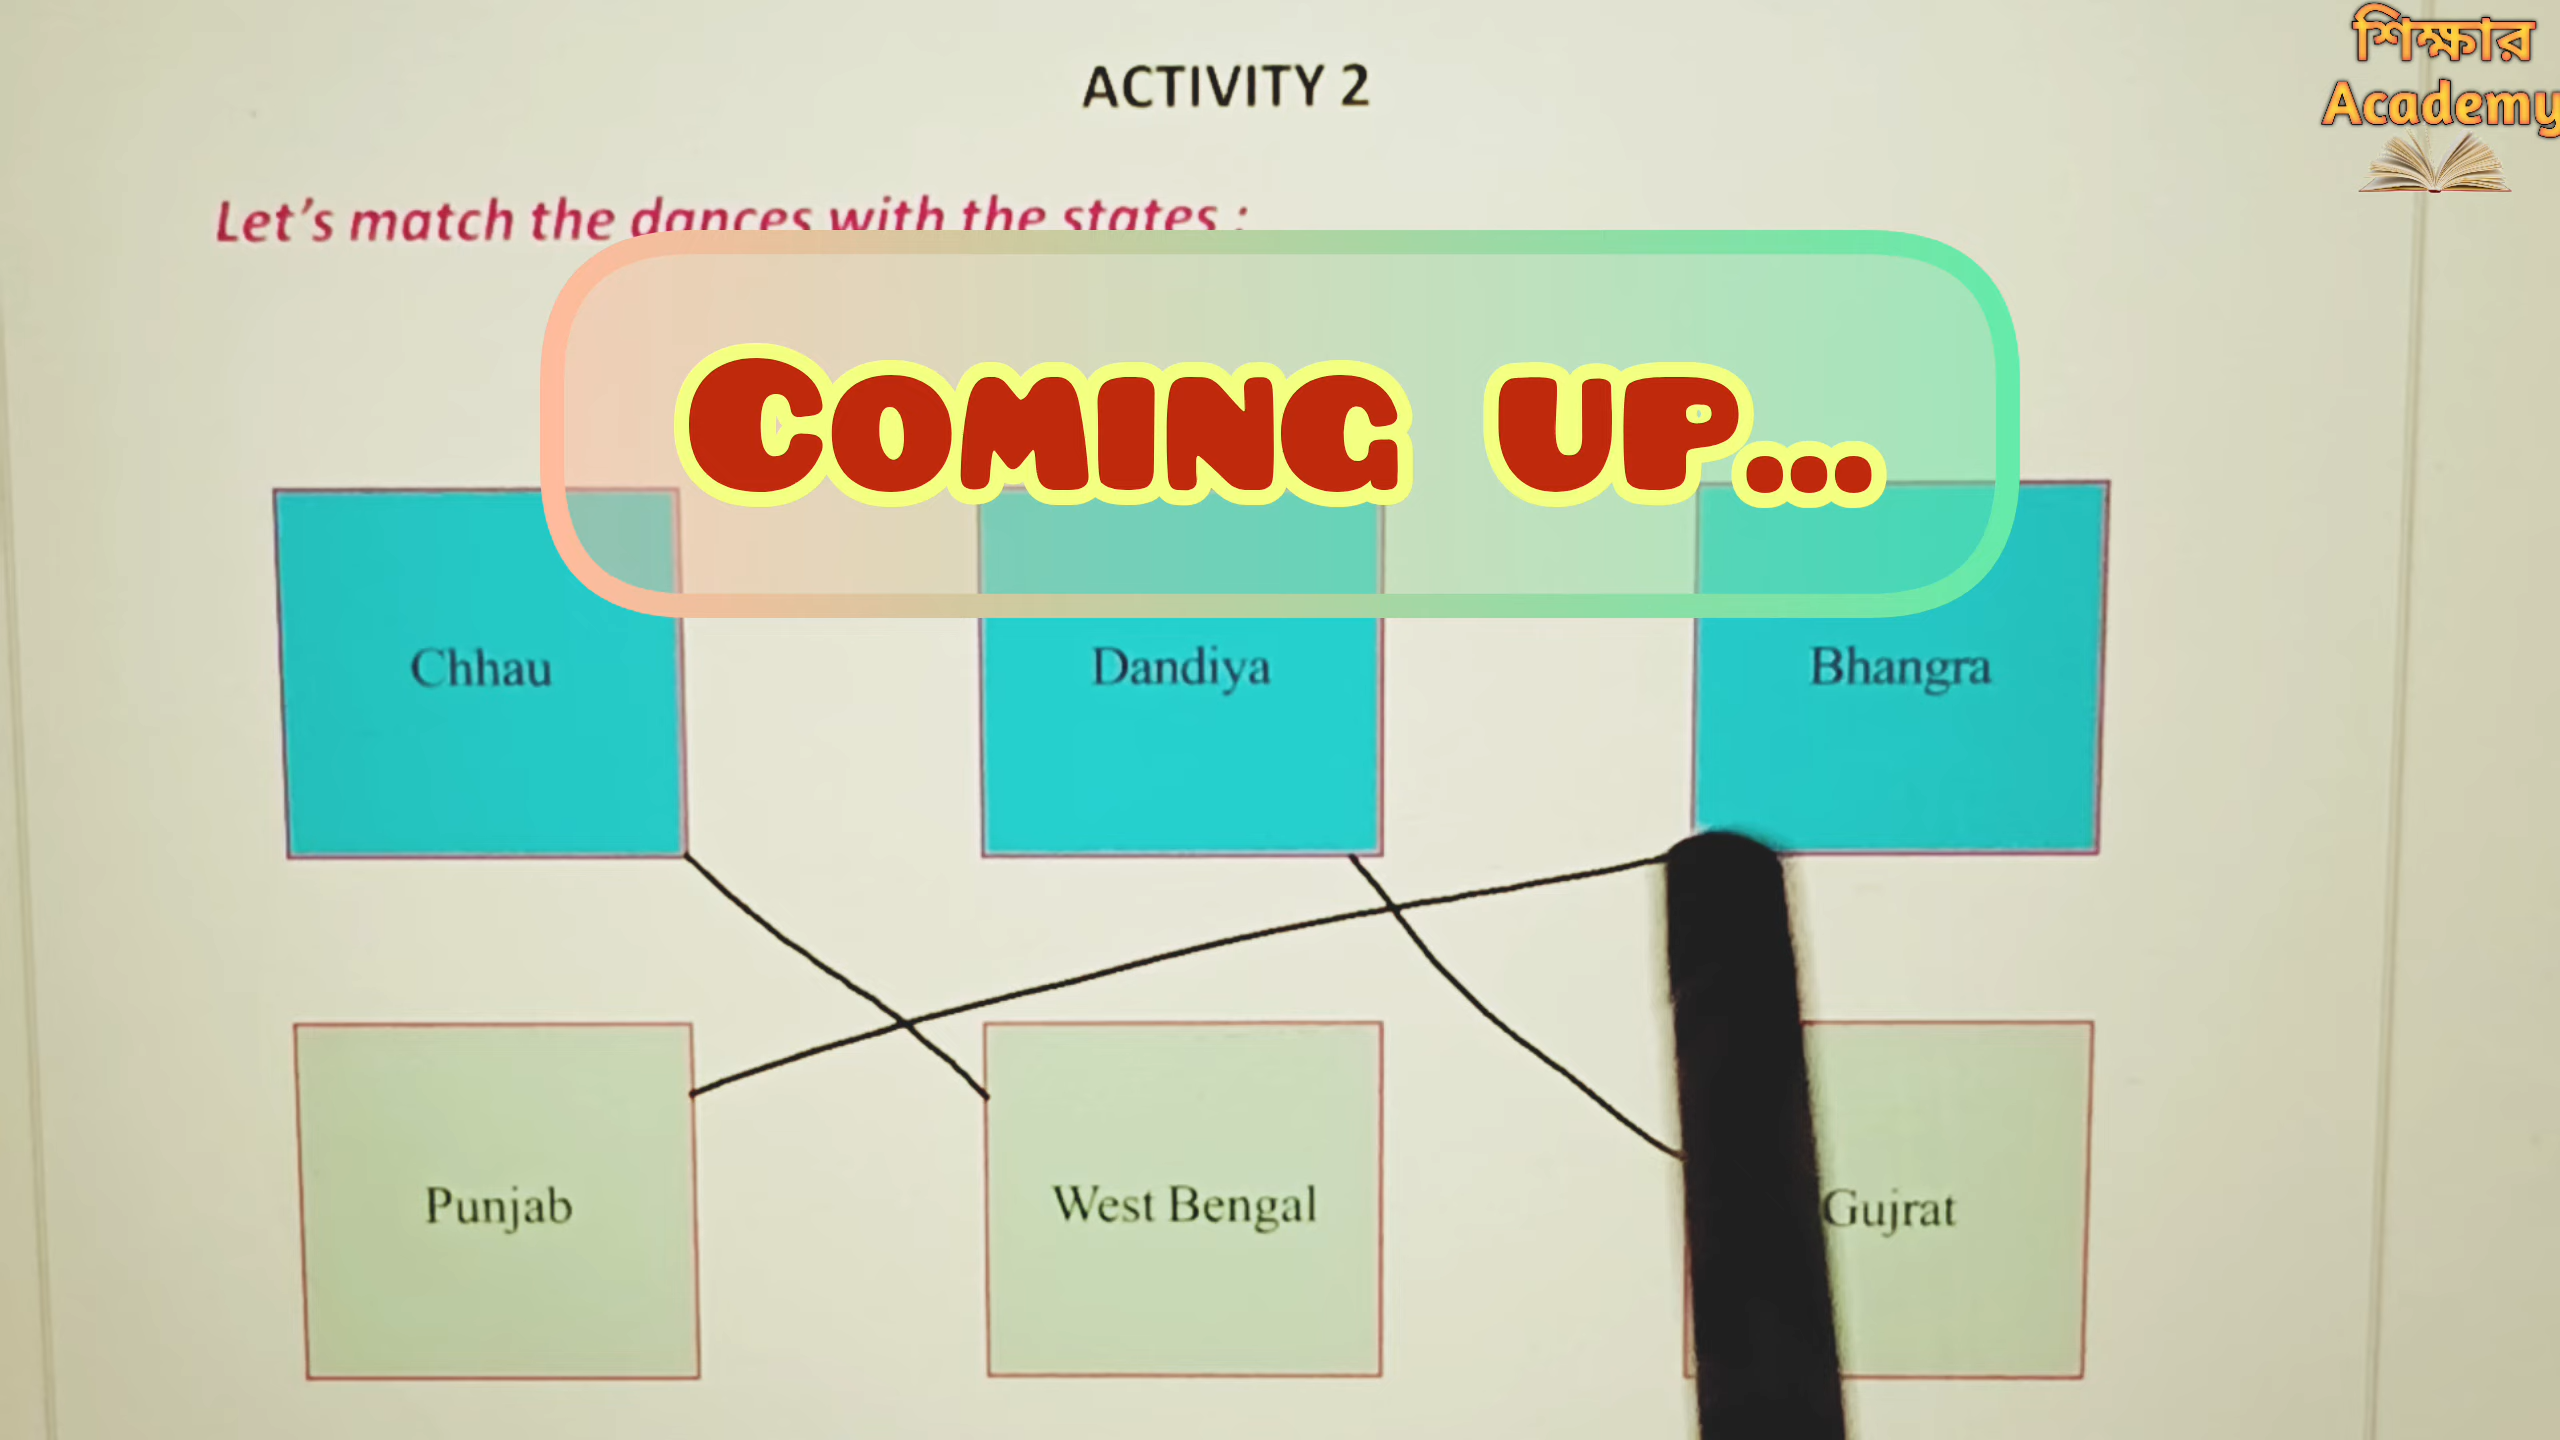 ACTIVITY 2
শিক্ষার
Academy
Let's match the dances with the states :
Coming up...
Chhau
Dandiya
Bhangra
Punjab
West Bengal
Gujrat